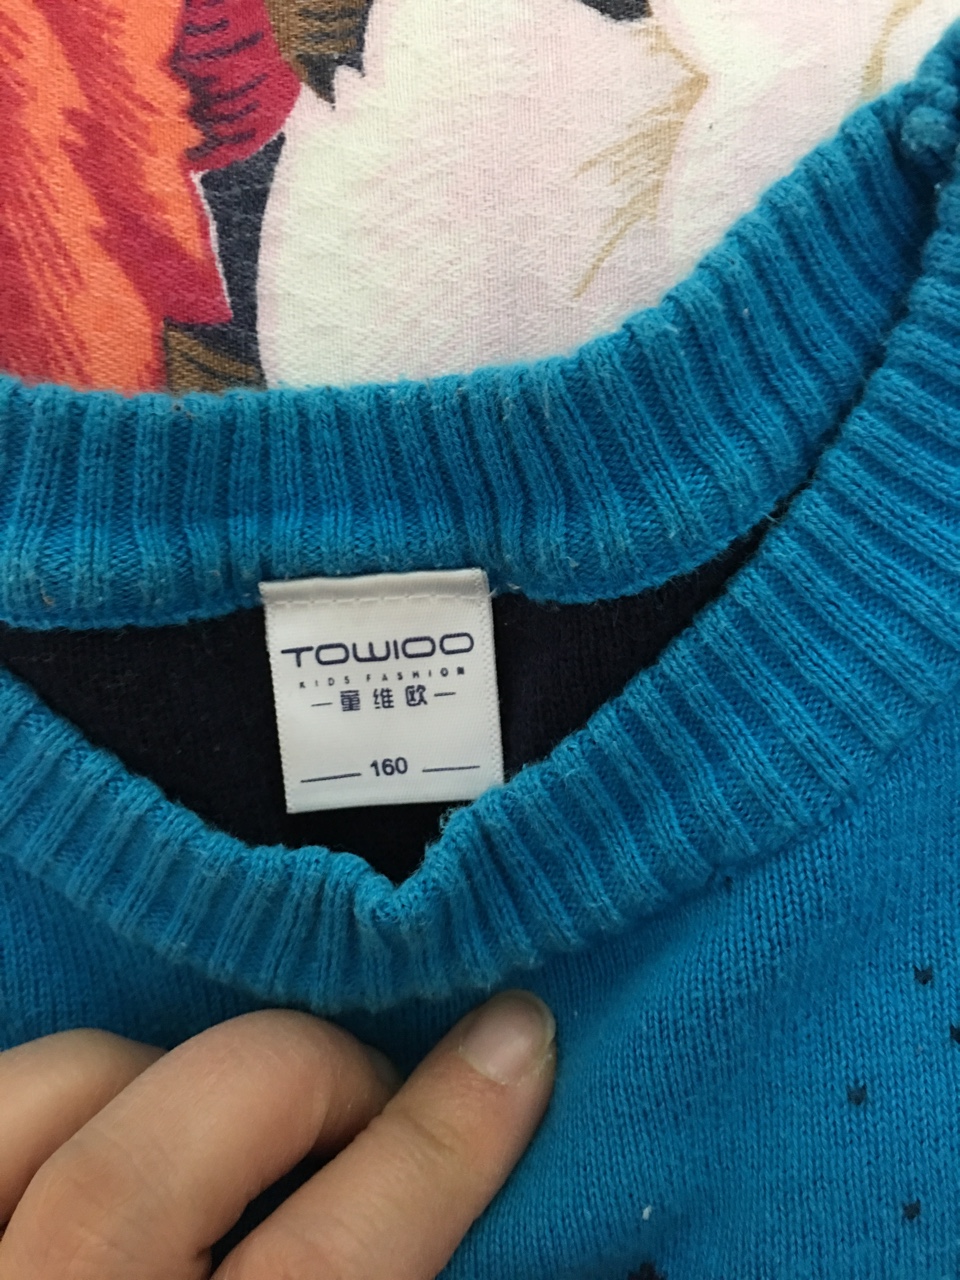 TOWIOO
KIDS FASHION
童 维 欧
160